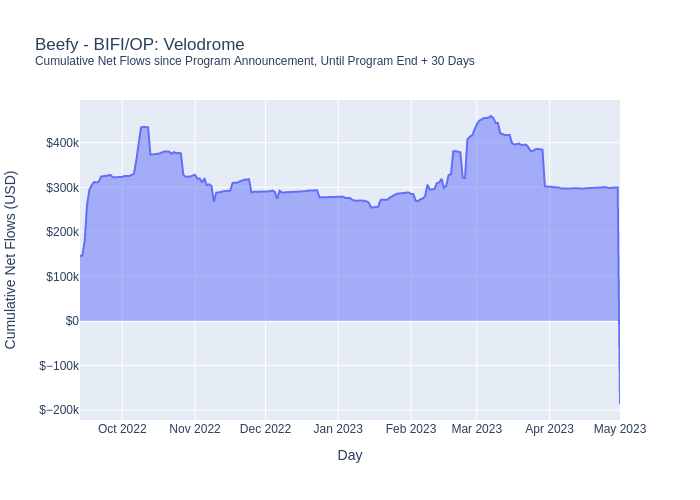 Beefy - BIFI/OP: Velodrome
Cumulative Net Flows since Program Announcement, Until Program End + 30 Days
Cumulative Net Flows (USD)
$400k
$300k
$200k
$100k
$0
$−100k
$−200k
Oct 2022 Nov 2022 Dec 2022 Jan 2023 Feb 2023 Mar 2023 Apr 2023 May 2023
Day